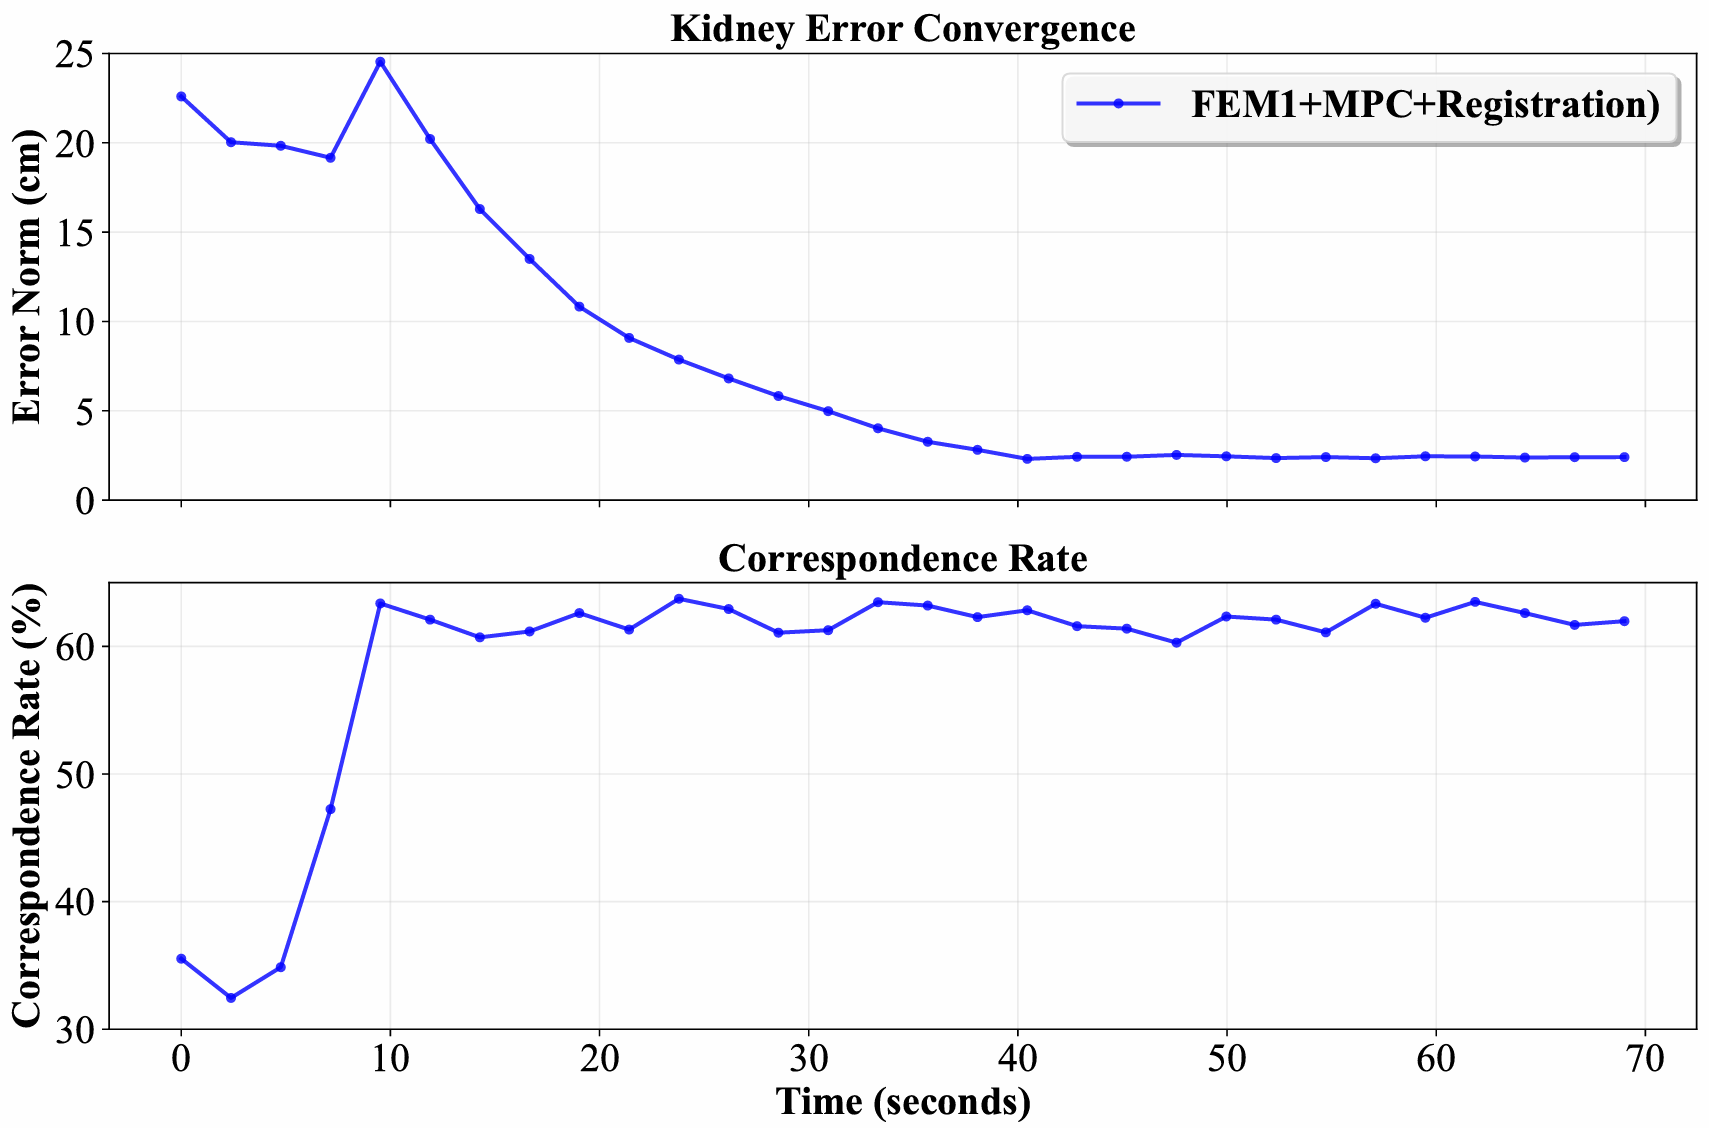 Kidney Error Convergence
25
20
15
10
5
0
Error Norm (cm)
FEM1+MPC+Registration)
Correspondence Rate
60
50
40
30
Correspondence Rate (%)
0 10 20 30 40 50 60 70
Time (seconds)